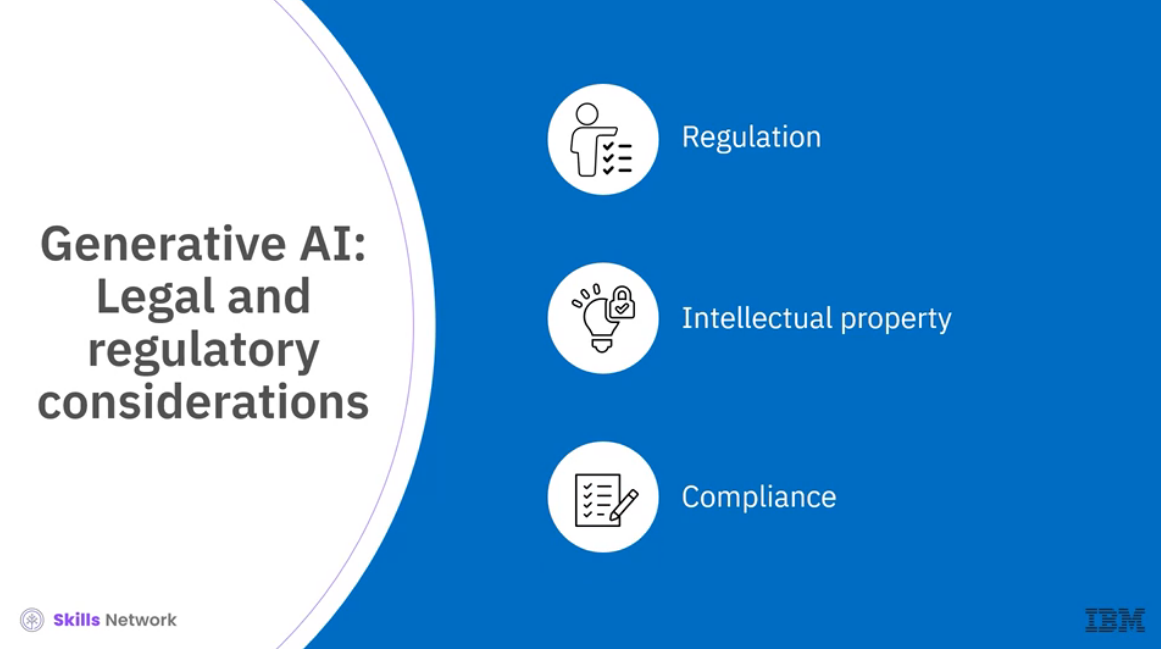 Generative AI:
Legal and
regulatory
considerations
Regulation
Intellectual property
Compliance
Skills Network
IBM